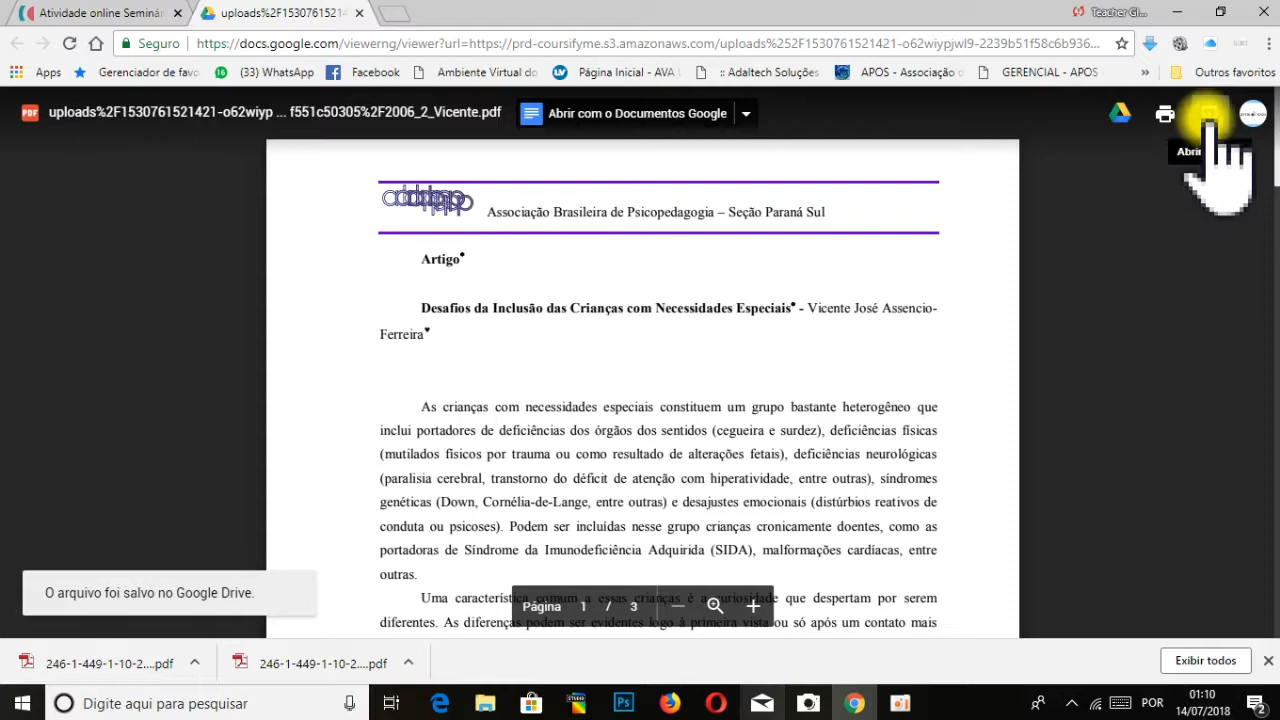 Atividade online Seminár
uploads%2F1530761521
Teacher Gl...
Seguro
https://docs.google.com/viewerng/viewer?url=https://prd-coursifyme.s3.amazonaws.com/uploads%252F1530761521421-o62wiypjwl9-2239b51f58c6b936...
Apps
Gerenciador de favo
(33) WhatsApp
Facebook
Ambiente Virtual do
Página Inicial - AVA
:: Adaltech Soluções
APOS - Associação
GERENCIAL - APOS
Outros favoritos
uploads%2F1530761521421-o62wiyp ... f551c50305%2F2006_2_Vicente.pdf
Abrir com o Documentos Google
Abrir
Associação Brasileira de Psicopedagogia – Seção Paraná Sul
Artigo
Desafios da Inclusão das Crianças com Necessidades Especiais - Vicente José Assencio-
Ferreira
As crianças com necessidades especiais constituem um grupo bastante heterogêneo que
inclui portadores de deficiências dos órgãos dos sentidos (cegueira e surdez), deficiências físicas
(mutilados físicos por trauma ou como resultado de alterações fetais), deficiências neurológicas
(paralisia cerebral, transtorno do déficit de atenção com hiperatividade, entre outras), síndromes
genéticas (Down, Cornélia-de-Lange, entre outras) e desajustes emocionais (distúrbios reativos de
conduta ou psicoses). Podem ser incluídas nesse grupo crianças cronicamente doentes, como as
portadoras de Síndrome da Imunodeficiência Adquirida (SIDA), malformações cardíacas, entre
outras.
O arquivo foi salvo no Google Drive.
Uma característica comum a essas crianças é a curiosidade que despertam por serem
Página 1 / 3
diferentes. As diferenças podem ser evidentes logo à primeira vista ou só após um contato mais
246-1-449-1-10-2....pdf
246-1-449-1-10-2....pdf
Exibir todos
Digite aqui para pesquisar
POR
01:10
14/07/2018
2